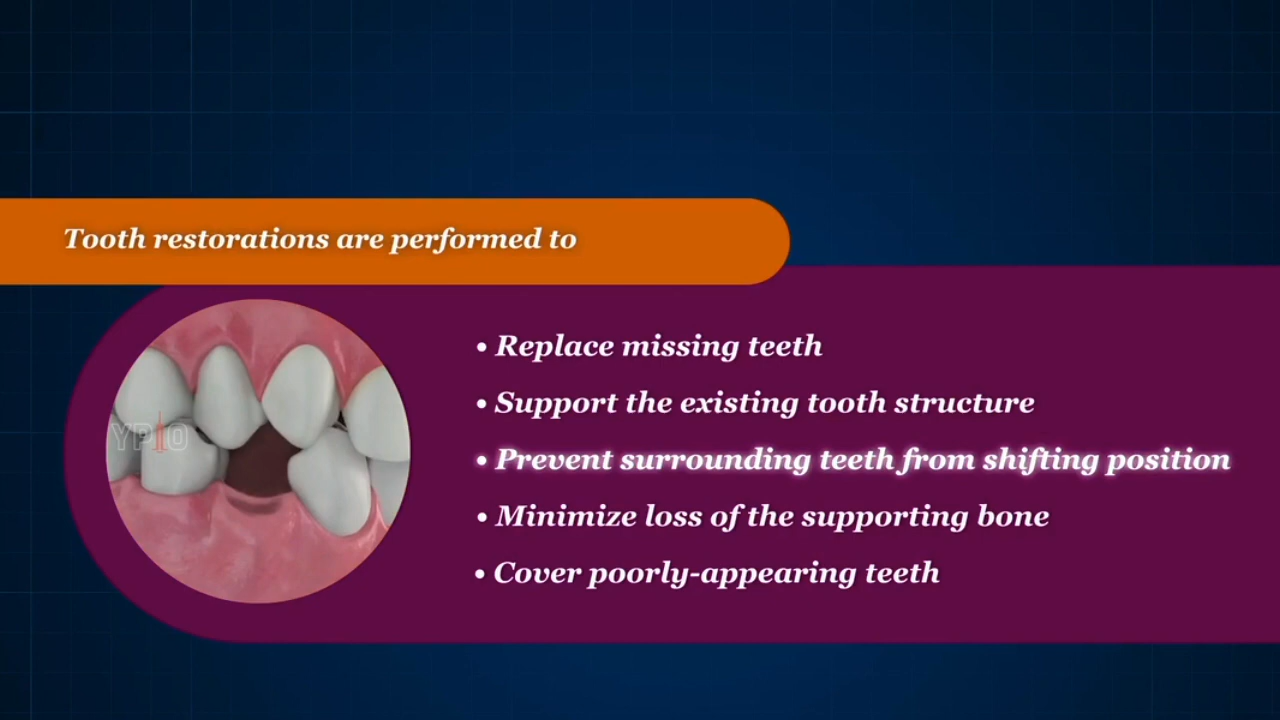 Tooth restorations are performed to
• Replace missing teeth
• Support the existing tooth structure
• Prevent surrounding teeth from shifting position
• Minimize loss of the supporting bone
• Cover poorly-appearing teeth